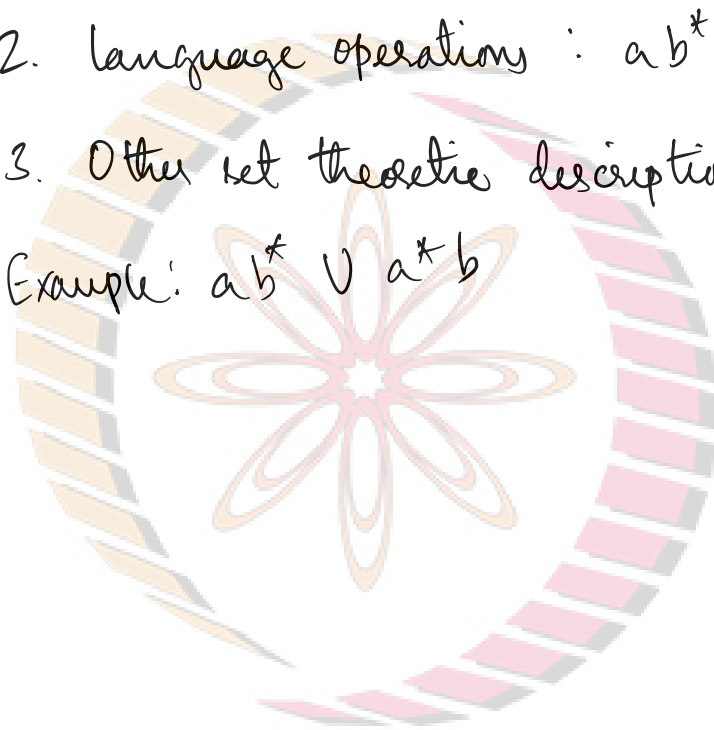 2. language operations : ab*
3. Other set theoretic descriptio
Example: ab* ∪ a*b